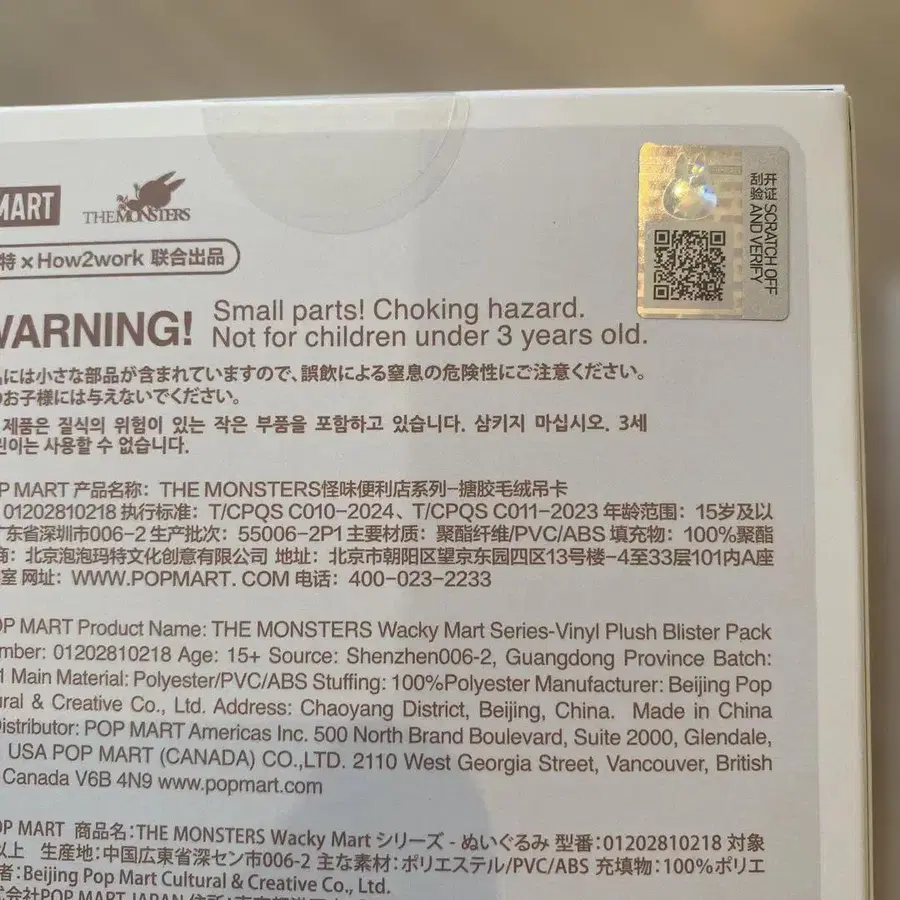 MART
THE MONSTERS
特 x How2work 联合出品
开证 SCRATCH OFF
刮验 AND VERIFY
WARNING!
Small parts! Choking hazard.
Not for children under 3 years old.
には小さな部品が含まれていますので、誤飲による窒息の危険性にご注意ください。
お子様には与えないでください。
제품은 질식의 위험이 있는 작은 부품을 포함하고 있습니다. 삼키지 마십시오. 3세
린이는 사용할 수 없습니다.
P MART 产品名称：THE MONSTERS怪味便利店系列-搪胶毛绒吊卡
01202810218 执行标准：T/CPQS C010-2024、T/CPQS C011-2023 年龄范围：15岁及以
东省深圳市006-2 生产批次：55006-2P1 主要材质：聚酯纤维/PVC/ABS 填充物：100%聚酯
商：北京泡泡玛特文化创意有限公司 地址：北京市朝阳区望京东园四区13号楼-4至33层101内A座
室 网址：WWW.POPMART. COM 电话：400-023-2233
OP MART Product Name: THE MONSTERS Wacky Mart Series-Vinyl Plush Blister Pack
mber: 01202810218 Age: 15+ Source: Shenzhen006-2, Guangdong Province Batch:
1 Main Material: Polyester/PVC/ABS Stuffing: 100%Polyester Manufacturer: Beijing Pop
ural & Creative Co., Ltd. Address: Chaoyang District, Beijing, China. Made in China
Distributor: POP MART Americas Inc. 500 North Brand Boulevard, Suite 2000, Glendale,
USA POP MART (CANADA) CO.,LTD. 2110 West Georgia Street, Vancouver, British
Canada V6B 4N9 www.popmart.com
OP MART 商品名：THE MONSTERS Wacky Mart シリーズ - ぬいぐるみ 型番：01202810218 対象
以上 生産地：中国広東省深セン市006-2 主な素材：ポリエステル/PVC/ABS 充填物：100%ポリエ
者：Beijing Pop Mart Cultural & Creative Co., Ltd.
式会社POP MART JAPAN